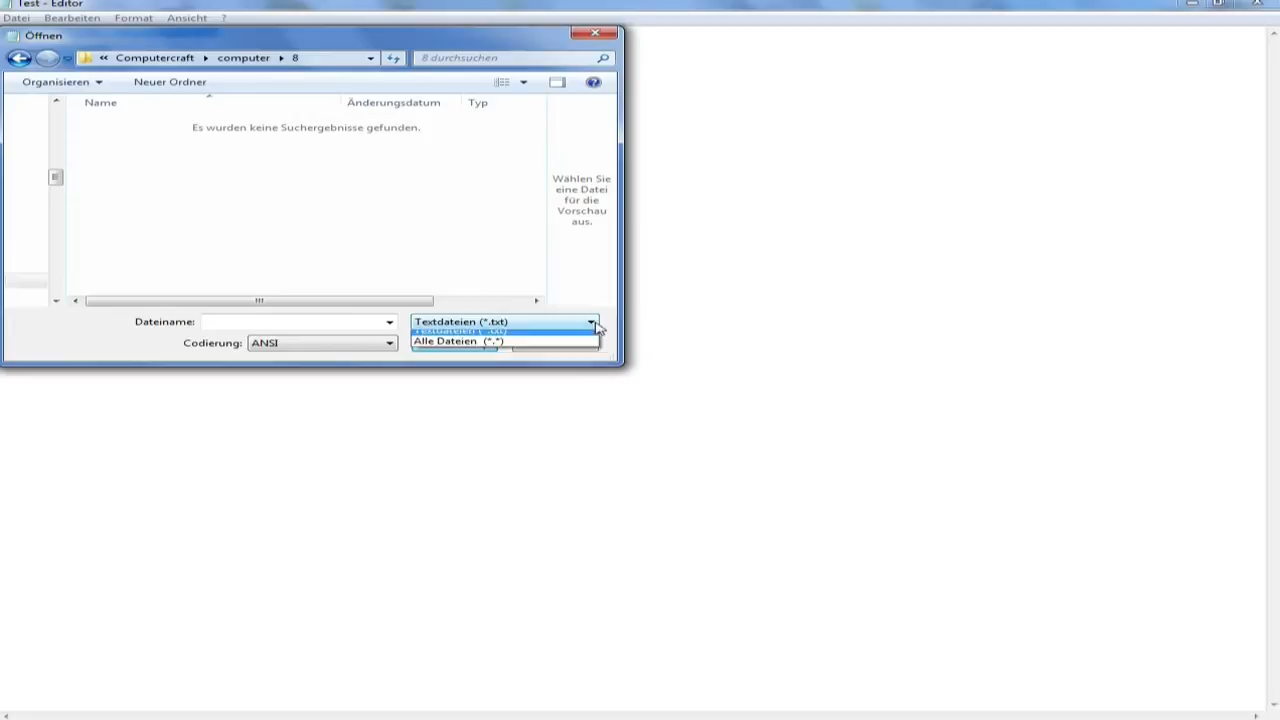 Test - Editor
Datei Bearbeiten Format Ansicht ?
Öffnen
« Computercraft computer 8
8 durchsuchen
Organisieren Neuer Ordner
Name Änderungsdatum Typ
Es wurden keine Suchergebnisse gefunden.
Wählen Sie
eine Datei
für die
Vorschau
aus.
Dateiname: Textdateien (*.txt)
Textdateien (*.txt)
Alle Dateien (*.*)
Codierung: ANSI